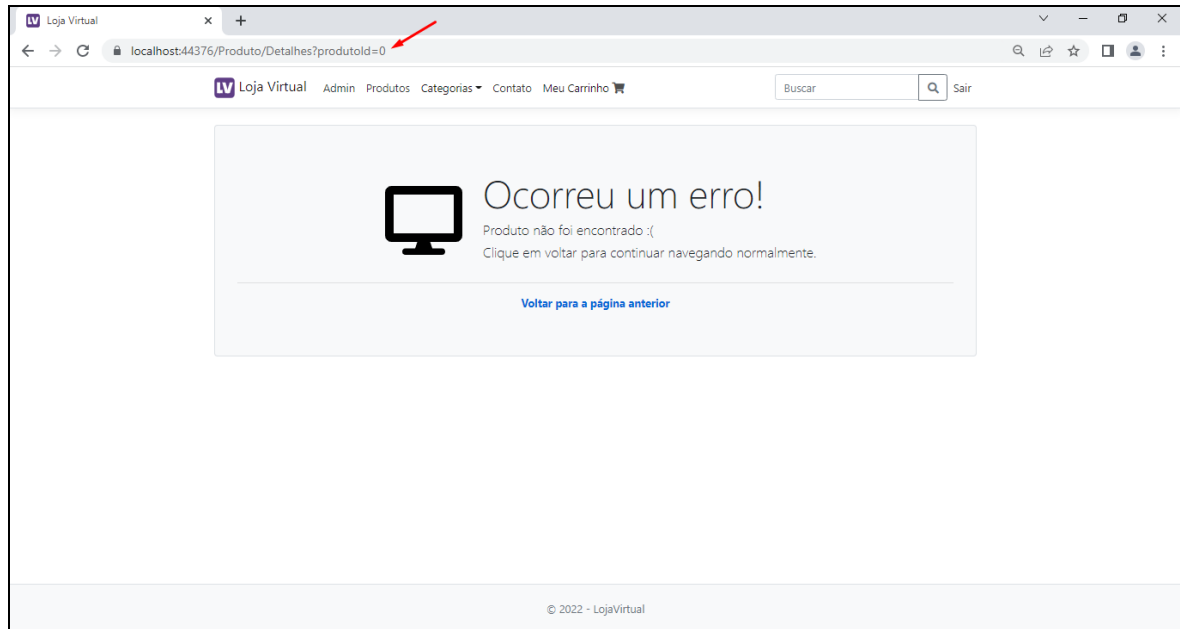 LV Loja Virtual
localhost:44376/Produto/Detalhes?produtoId=0
LV Loja Virtual Admin Produtos Categorias Contato Meu Carrinho Buscar Sair
Ocorreu um erro!
Produto não foi encontrado :(
Clique em voltar para continuar navegando normalmente.
Voltar para a página anterior
© 2022 - LojaVirtual